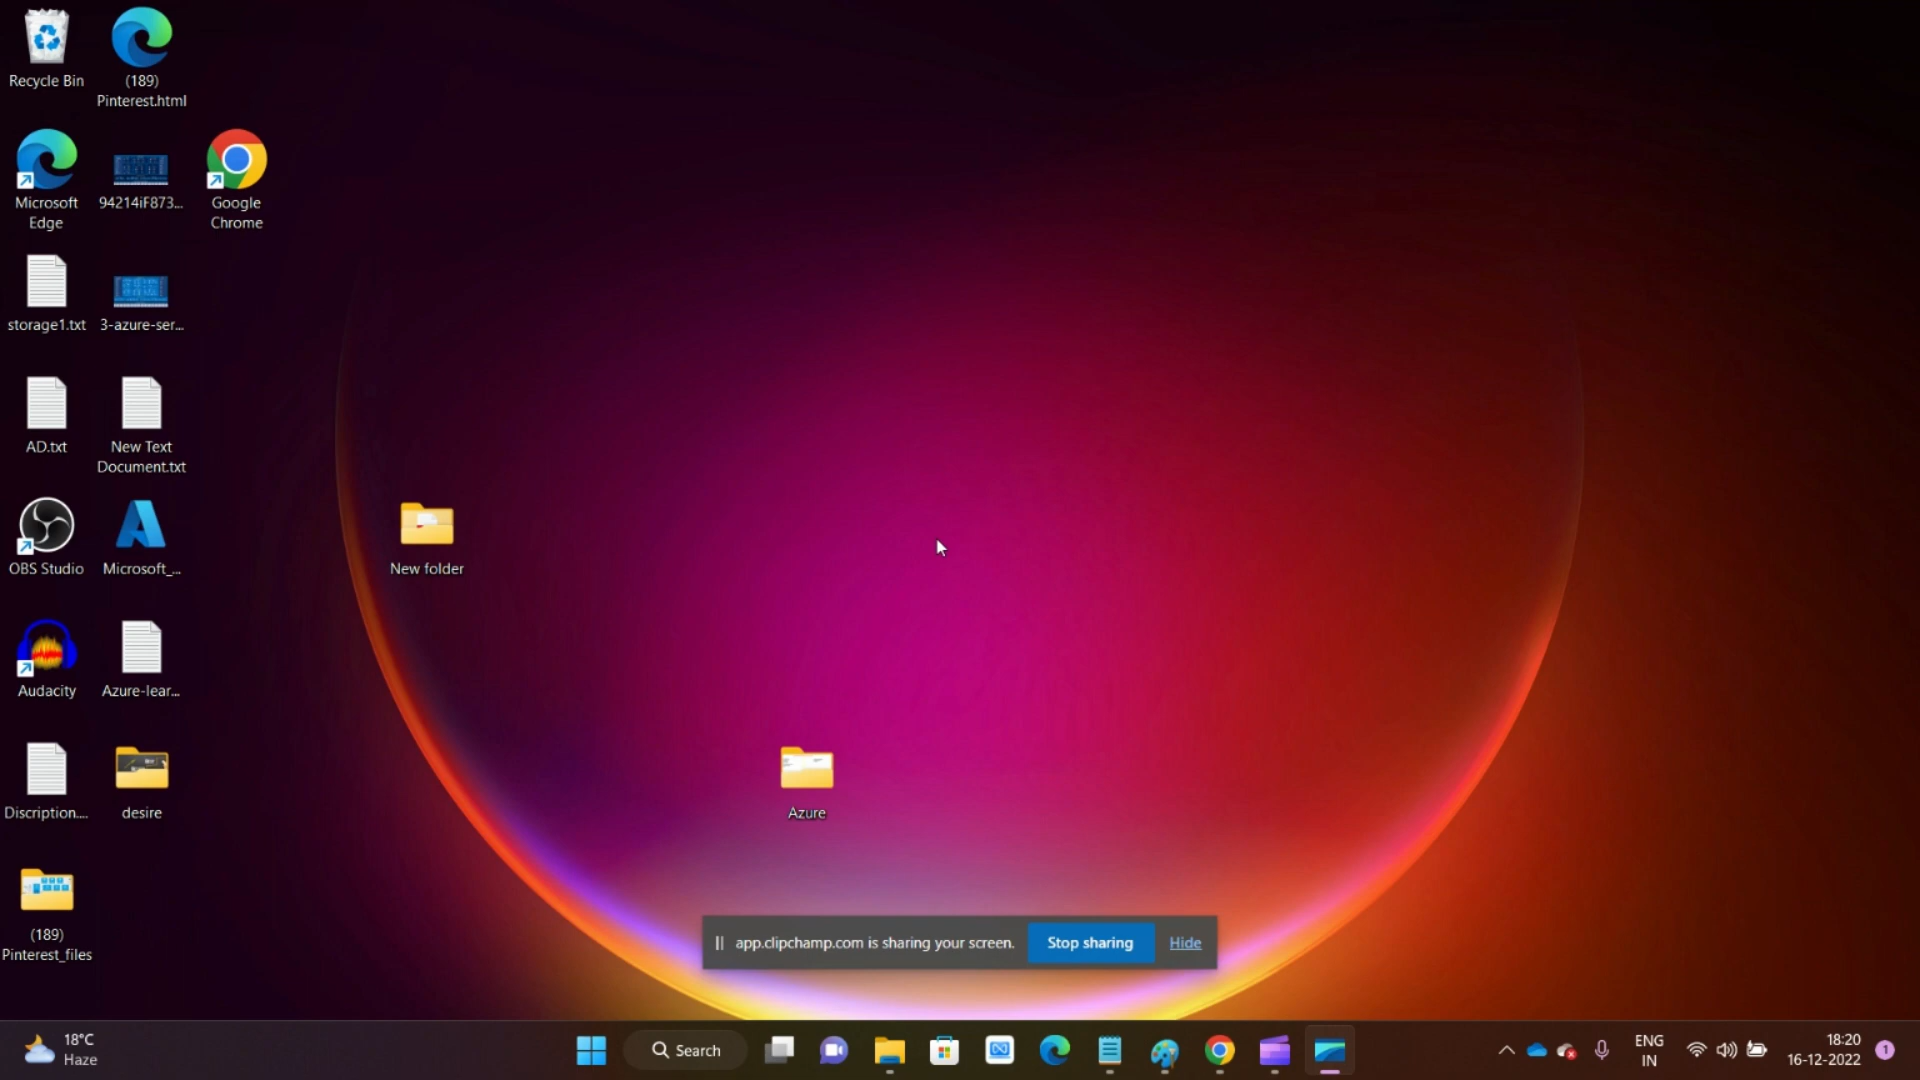 Recycle Bin
(189)
Pinterest.html
Microsoft
Edge
94214iF873...
Google
Chrome
storage1.txt
3-azure-ser...
AD.txt
New Text
Document.txt
OBS Studio
Microsoft_...
New folder
Audacity
Azure-lear...
Discription....
desire
Azure
(189)
Pinterest_files
app.clipchamp.com is sharing your screen.
Stop sharing
Hide
18°C
Haze
Search
ENG
IN
18:20
16-12-2022
1